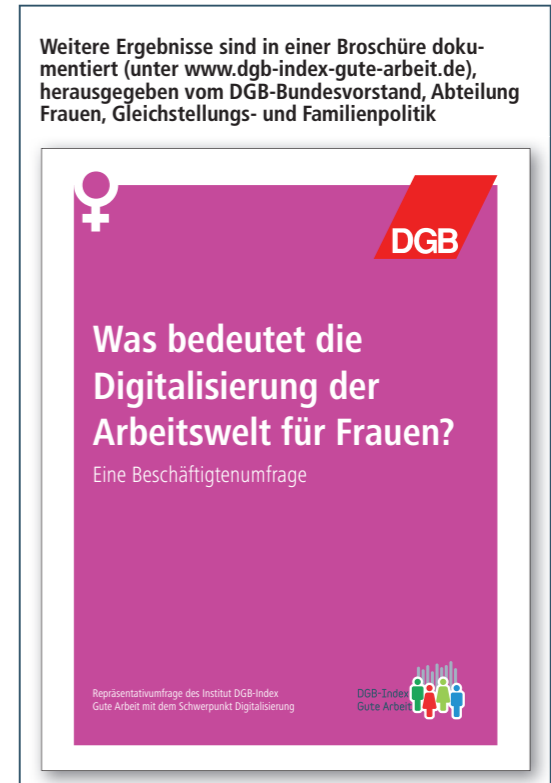 Weitere Ergebnisse sind in einer Broschüre doku-
mentiert (unter www.dgb-index-gute-arbeit.de),
herausgegeben vom DGB-Bundesvorstand, Abteilung
Frauen, Gleichstellungs- und Familienpolitik
DGB
Was bedeutet die
Digitalisierung der
Arbeitswelt für Frauen?
Eine Beschäftigtenumfrage
Repräsentativumfrage des Institut DGB-Index
Gute Arbeit mit dem Schwerpunkt Digitalisierung
DGB-Index
Gute Arbeit